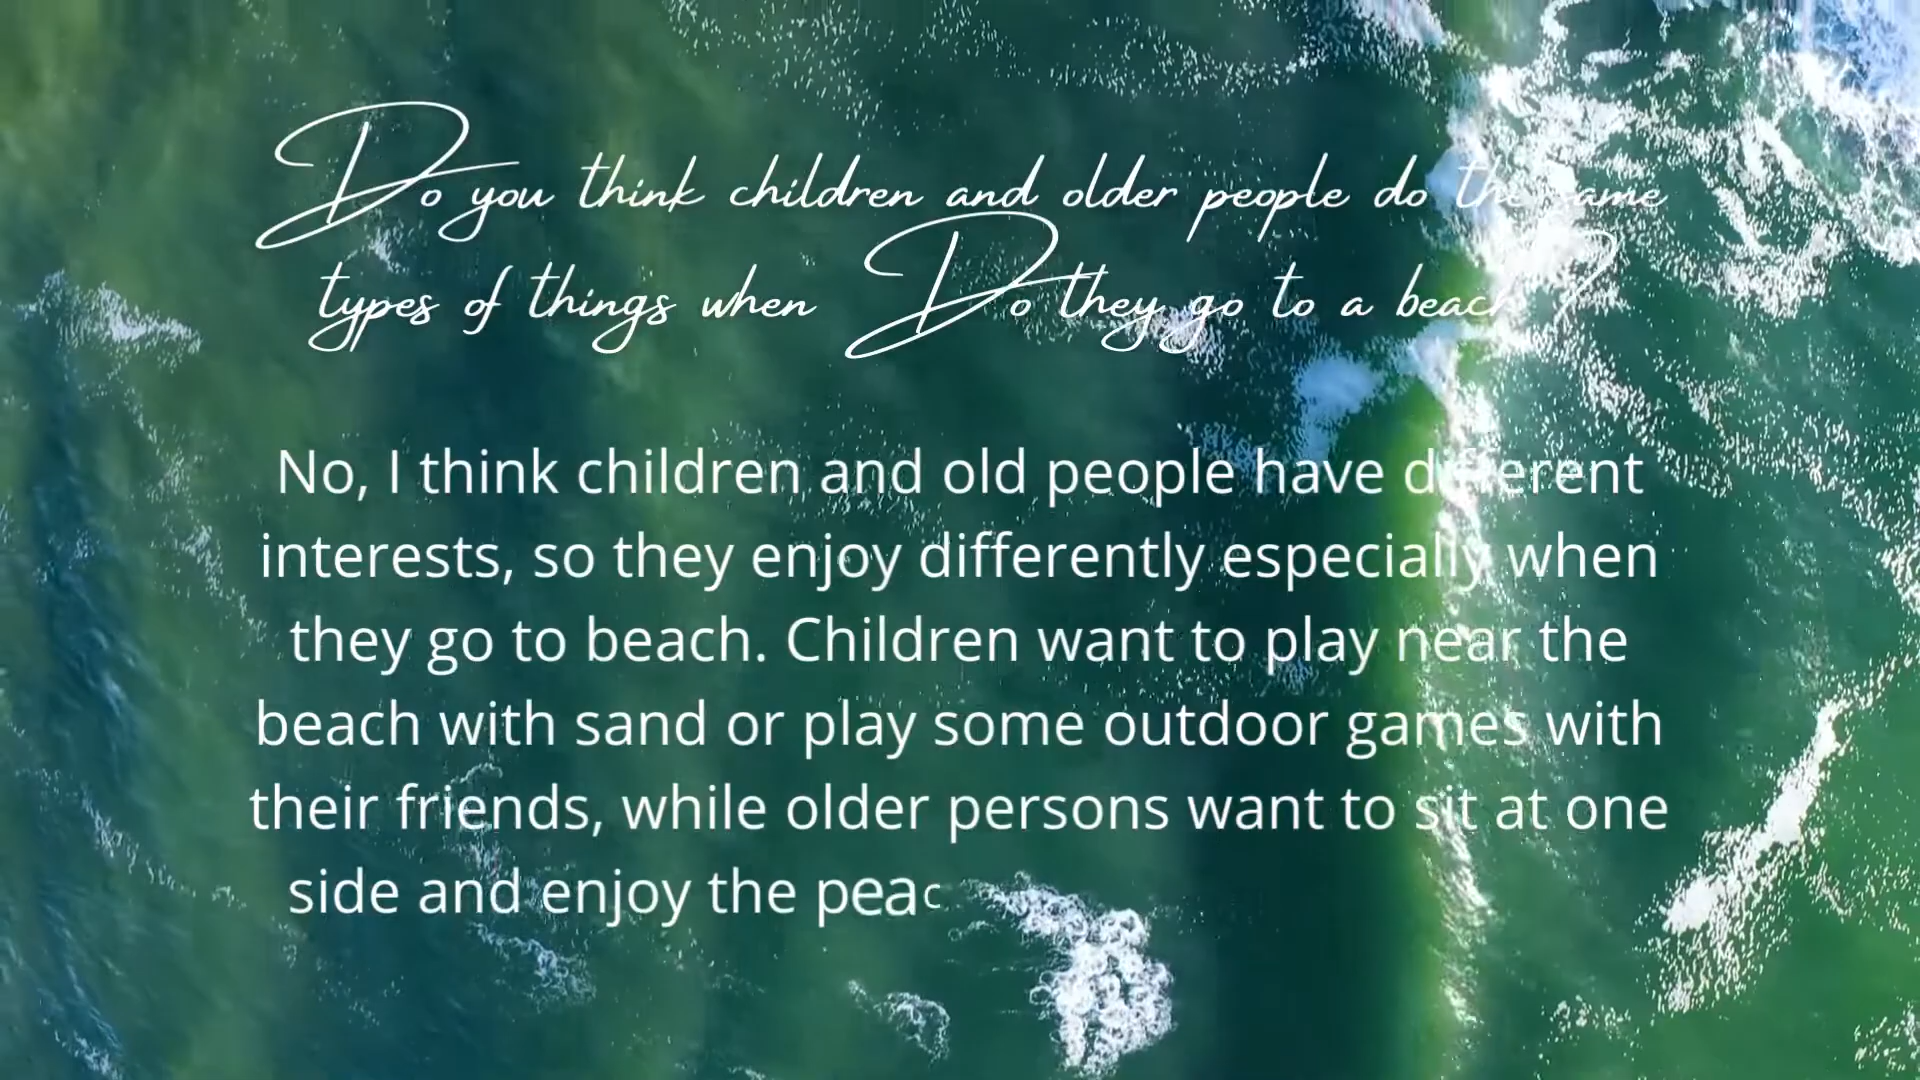 Do you think children and older people do the same
types of things when Do they go to a beach ?
No, I think children and old people have different
interests, so they enjoy differently especially when
they go to beach. Children want to play near the
beach with sand or play some outdoor games with
their friends, while older persons want to sit at one
side and enjoy the peac